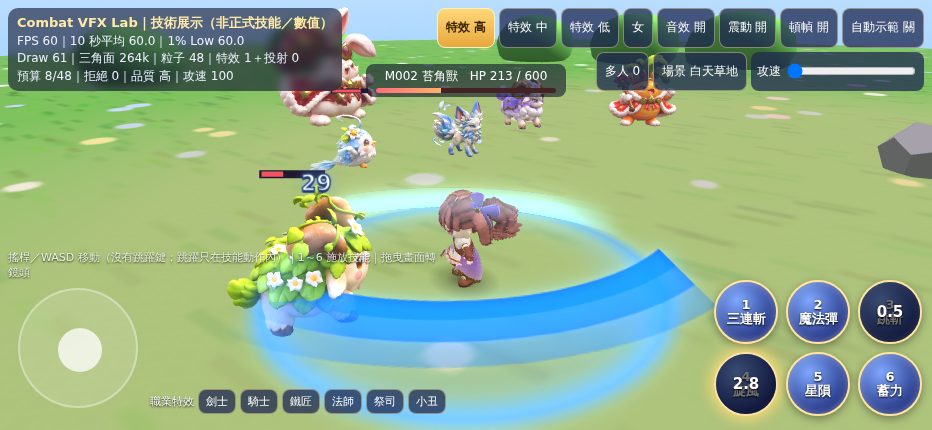 Combat VFX Lab｜技術展示（非正式技能／數值）
FPS 60｜10 秒平均 60.0｜1% Low 60.0
Draw 61｜三角面 264k｜粒子 48｜特效 1＋投射 0
預算 8/48｜拒絕 0｜品質 高｜攻速 100
特效 高
特效 中
特效 低
女
音效 開
震動 開
頓幀 開
自動示範 關
多人 0
場景 白天草地
攻速
M002 苔角獸 HP 213 / 600
29
搖桿／WASD 移動（沒有跳躍鍵；跳躍只在技能動作內）｜1~6 施放技能｜拖曳畫面轉
鏡頭
1
三連斬
2
魔法彈
3
跳斬
0.5
4
旋風
2.8
5
星隕
6
蓄力
職業特效
劍士
騎士
鐵匠
法師
祭司
小丑